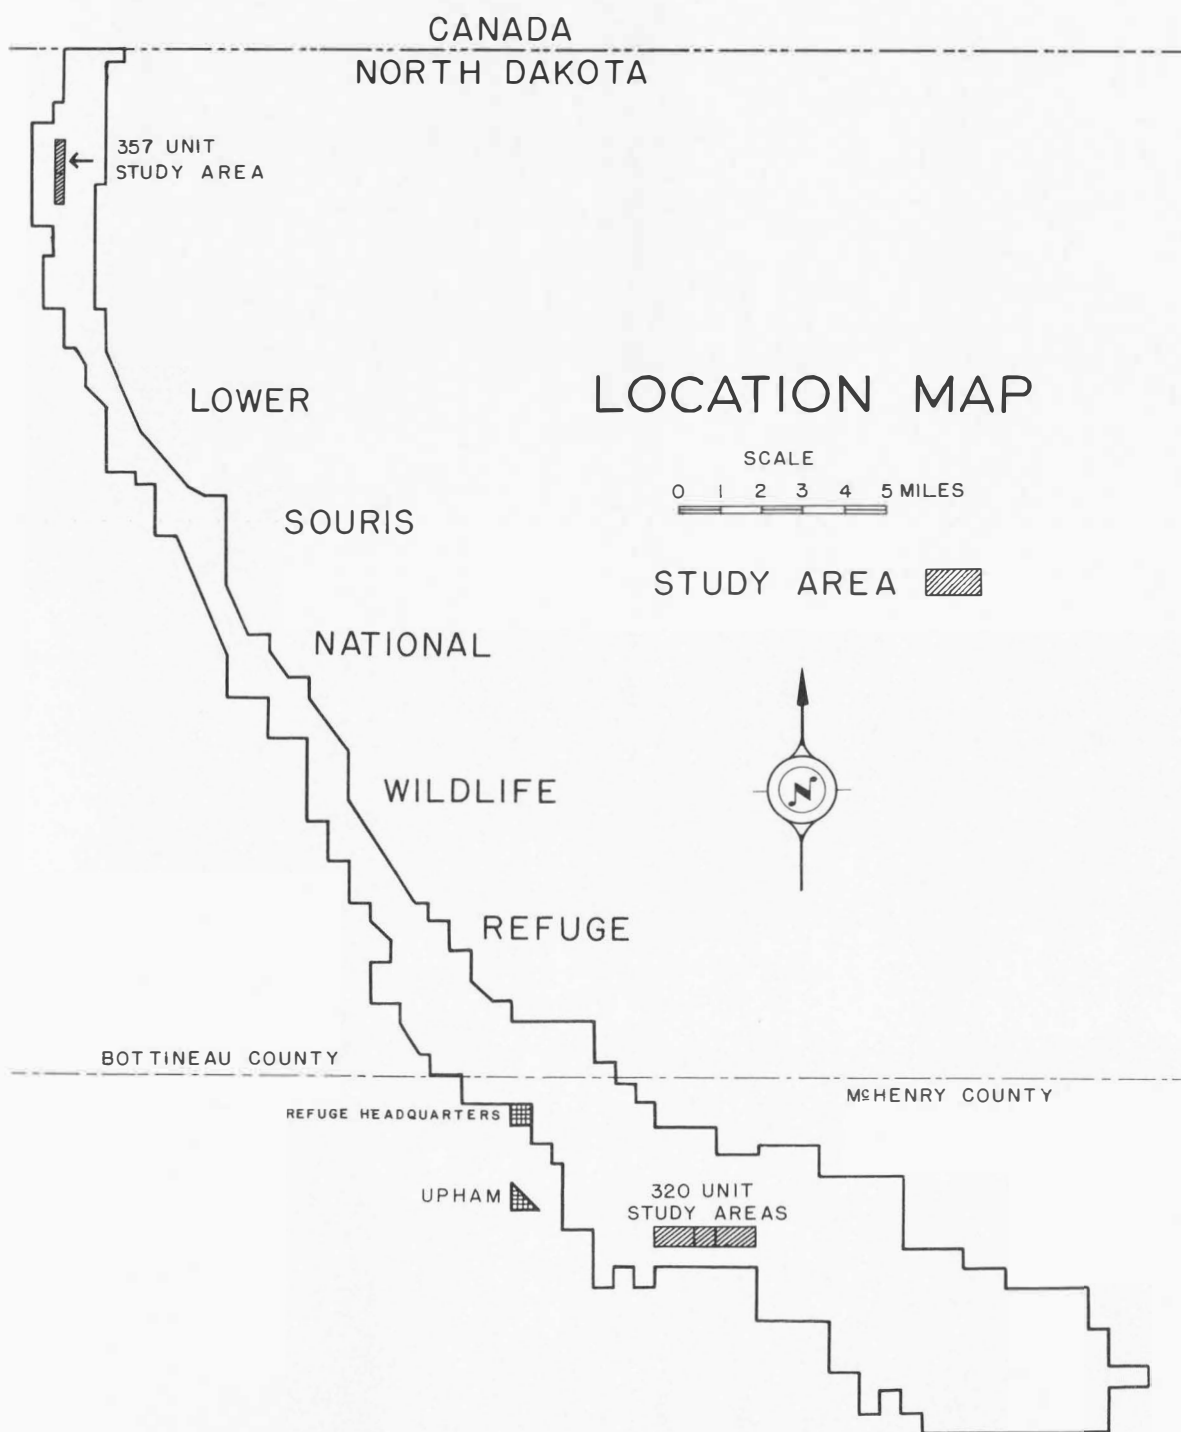 CANADA
NORTH DAKOTA
357 UNIT
STUDY AREA
LOWER
LOCATION MAP
SCALE
0 1 2 3 4 5 MILES
SOURIS
STUDY AREA
NATIONAL
N
WILDLIFE
REFUGE
BOTTINEAU COUNTY
McHENRY COUNTY
REFUGE HEADQUARTERS
UPHAM
320 UNIT
STUDY AREAS